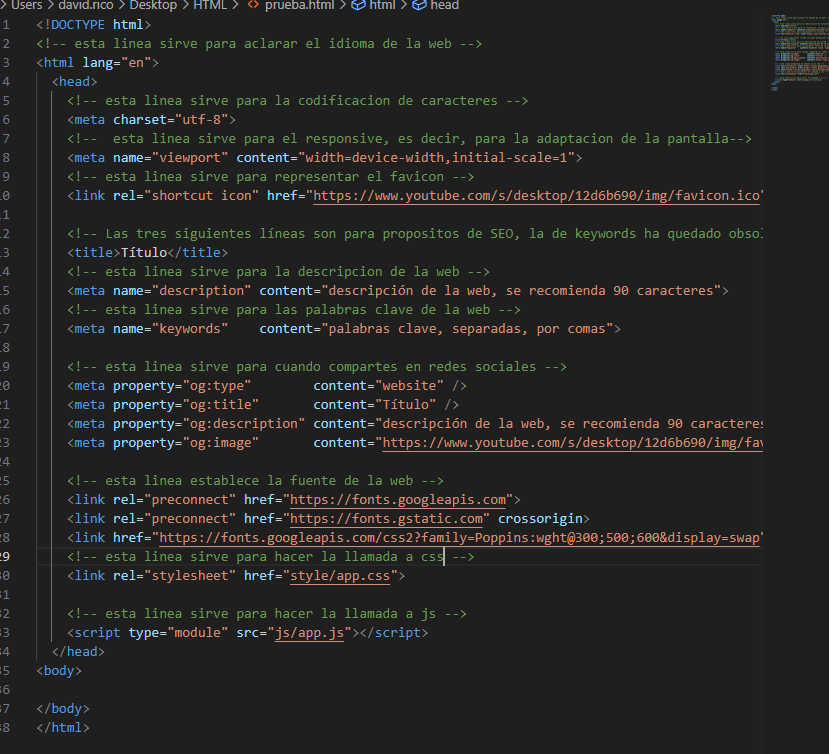 Users > david.rico > Desktop > HTML > <> prueba.html > html > head
1 <!DOCTYPE html>
2 <!-- esta linea sirve para aclarar el idioma de la web -->
3 <html lang="en">
4 <head>
5 <!-- esta linea sirve para la codificacion de caracteres -->
6 <meta charset="utf-8">
7 <!--  esta linea sirve para el responsive, es decir, para la adaptacion de la pantalla-->
8 <meta name="viewport" content="width=device-width,initial-scale=1">
9 <!-- esta linea sirve para representar el favicon -->
0 <link rel="shortcut icon" href="https://www.youtube.com/s/desktop/12d6b690/img/favicon.ico"
1
2 <!-- Las tres siguientes líneas son para propositos de SEO, la de keywords ha quedado obsol
3 <title>Título</title>
4 <!-- esta linea sirve para la descripcion de la web -->
5 <meta name="description" content="descripción de la web, se recomienda 90 caracteres">
6 <!-- esta linea sirve para las palabras clave de la web -->
7 <meta name="keywords"    content="palabras clave, separadas, por comas">
8
9 <!-- esta linea sirve para cuando compartes en redes sociales -->
20 <meta property="og:type"        content="website" />
21 <meta property="og:title"       content="Título" />
22 <meta property="og:description" content="descripción de la web, se recomienda 90 caracteres
23 <meta property="og:image"       content="https://www.youtube.com/s/desktop/12d6b690/img/fav
24
25 <!-- esta linea establece la fuente de la web -->
26 <link rel="preconnect" href="https://fonts.googleapis.com">
27 <link rel="preconnect" href="https://fonts.gstatic.com" crossorigin>
28 <link href="https://fonts.googleapis.com/css2?family=Poppins:wght@300;500;600&display=swap"
29 <!-- esta linea sirve para hacer la llamada a css -->
30 <link rel="stylesheet" href="style/app.css">
31
32 <!-- esta linea sirve para hacer la llamada a js -->
33 <script type="module" src="js/app.js"></script>
34 </head>
35 <body>
36
37 </body>
38 </html>